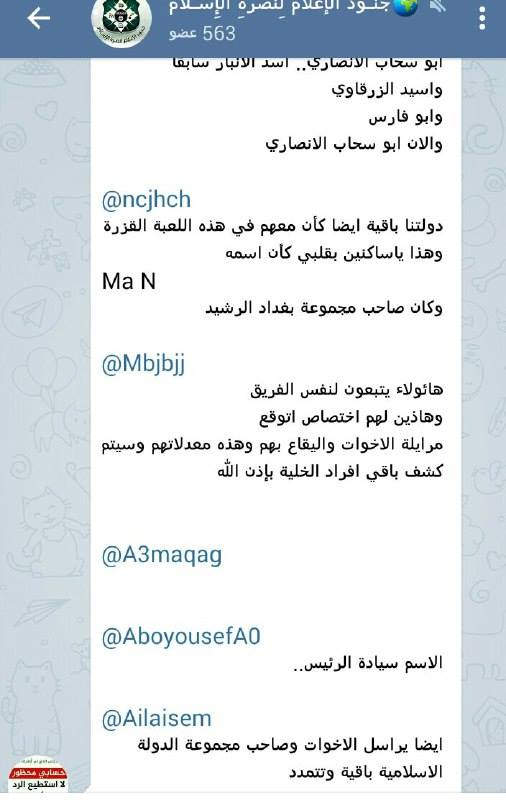 جنـود الإعلام لِنصرةِ الإِسـلام
563 عضو
ابو سحاب الانصاري.. اسد الانبار سابقا
واسيد الزرقاوي
وابو فارس
والان ابو سحاب الانصاري
@ncjhch
دولتنا باقية ايضا كأن معهم في هذه اللعبة القزرة
وهذا ياساكنين بقلبي كأن اسمه
Ma N
وكان صاحب مجموعة بغداد الرشيد
@Mbjbjj
هائولاء يتبعون لنفس الفريق
وهاذين لهم اختصاص اتوقع
مرايلة الاخوات واليقاع بهم وهذه معدلاتهم وسيتم
كشف باقي افراد الخلية بإذن الله
@A3maqag
@AboyousefA0
الاسم سيادة الرئيس..
@Ailaisem
ايضا يراسل الاخوات وصاحب مجموعة الدولة
الاسلامية باقية وتتمدد
حسابي محظور
لا استطيع الرد